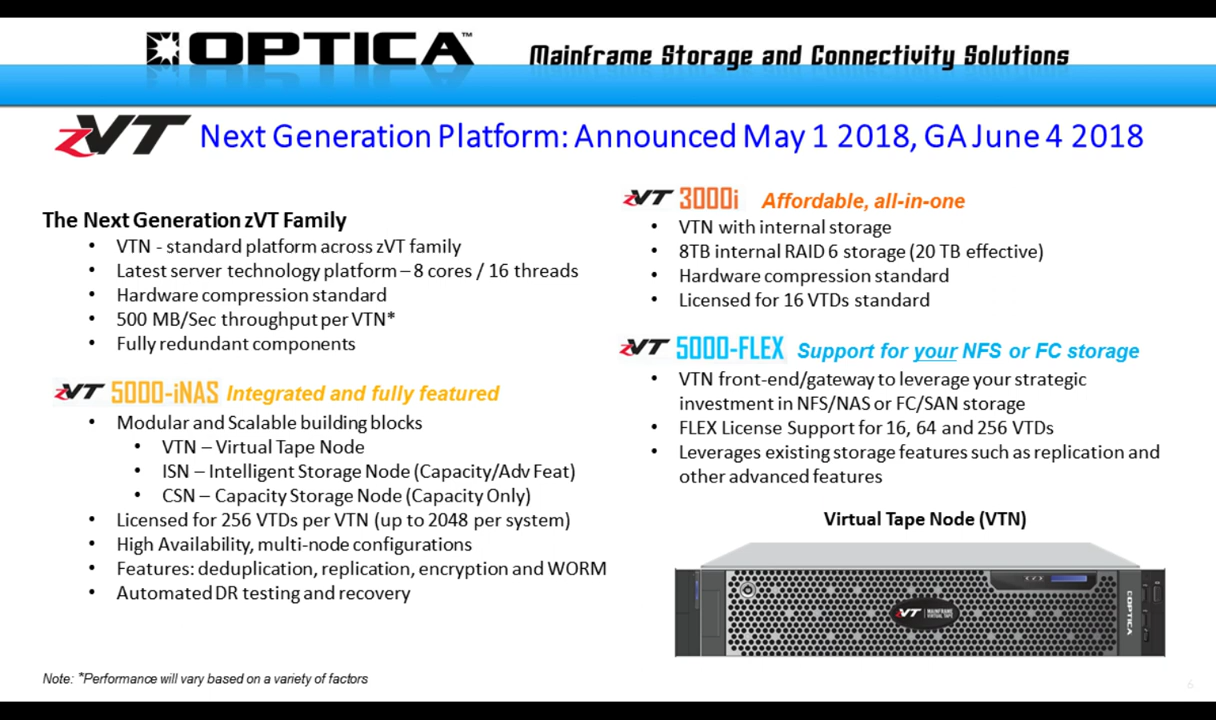 OPTICA™
Mainframe Storage and Connectivity Solutions
zVT Next Generation Platform: Announced May 1 2018, GA June 4 2018
The Next Generation zVT Family
• VTN - standard platform across zVT family
• Latest server technology platform – 8 cores / 16 threads
• Hardware compression standard
• 500 MB/Sec throughput per VTN*
• Fully redundant components
zVT 5000-iNAS Integrated and fully featured
• Modular and Scalable building blocks
• VTN – Virtual Tape Node
• ISN – Intelligent Storage Node (Capacity/Adv Feat)
• CSN – Capacity Storage Node (Capacity Only)
• Licensed for 256 VTDs per VTN (up to 2048 per system)
• High Availability, multi-node configurations
• Features: deduplication, replication, encryption and WORM
• Automated DR testing and recovery
zVT 3000i Affordable, all-in-one
• VTN with internal storage
• 8TB internal RAID 6 storage (20 TB effective)
• Hardware compression standard
• Licensed for 16 VTDs standard
zVT 5000-FLEX Support for your NFS or FC storage
• VTN front-end/gateway to leverage your strategic
investment in NFS/NAS or FC/SAN storage
• FLEX License Support for 16, 64 and 256 VTDs
• Leverages existing storage features such as replication and
other advanced features
Virtual Tape Node (VTN)
zVT MAINFRAME
VIRTUAL TAPE
OPTICA
Note: *Performance will vary based on a variety of factors
6